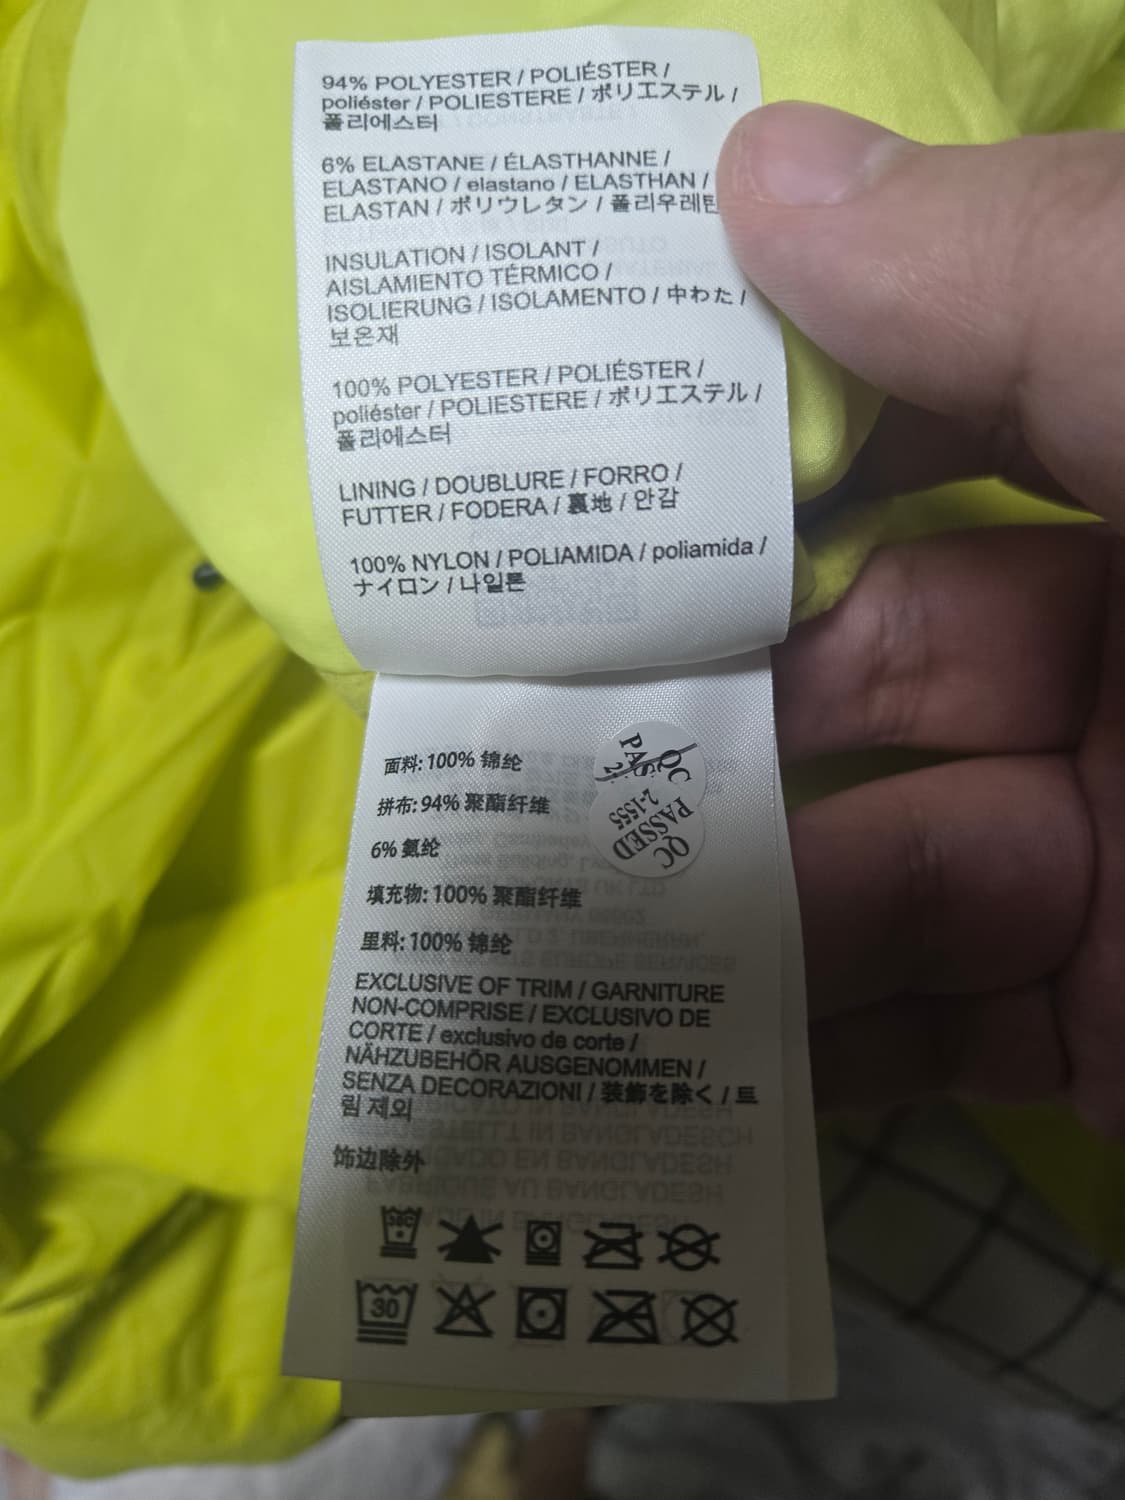 94% POLYESTER / POLIÉSTER /
poliéster / POLIESTERE / ポリエステル /
폴리에스터
6% ELASTANE / ÉLASTHANNE /
ELASTANO / elastano / ELASTHAN /
ELASTAN / ポリウレタン / 폴리우레탄
INSULATION / ISOLANT /
AISLAMIENTO TÉRMICO /
ISOLIERUNG / ISOLAMENTO / 中わた /
보온재
100% POLYESTER / POLIÉSTER /
poliéster / POLIESTERE / ポリエステル /
폴리에스터
LINING / DOUBLURE / FORRO /
FUTTER / FODERA / 裏地 / 안감
100% NYLON / POLIAMIDA / poliamida /
ナイロン / 나일론
面料: 100% 锦纶
拼布: 94% 聚酯纤维
6% 氨纶
填充物: 100% 聚酯纤维
里料: 100% 锦纶
QC
QC
PASSED
2-1555
EXCLUSIVE OF TRIM / GARNITURE
NON-COMPRISE / EXCLUSIVO DE
CORTE / exclusivo de corte /
NÄHZUBEHÖR AUSGENOMMEN /
SENZA DECORAZIONI / 装飾を除く / 트
림 제외
饰边除外
30C
30